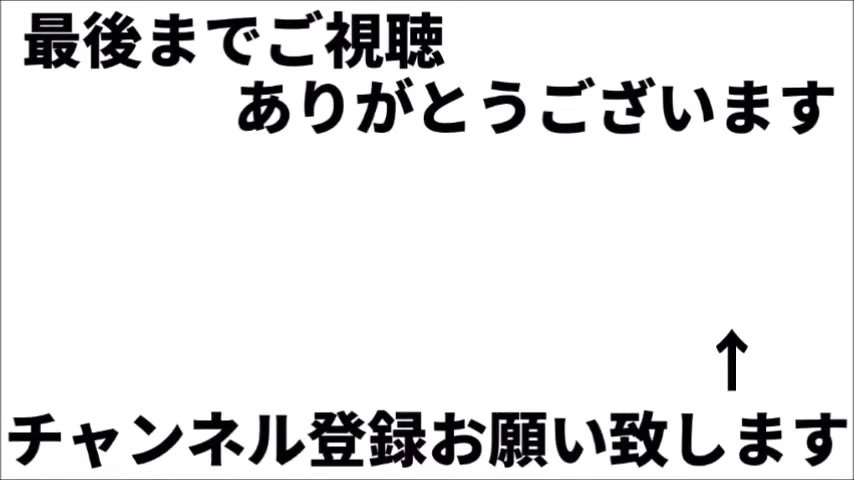 最後までご視聴
ありがとうございます
↑
チャンネル登録お願い致します